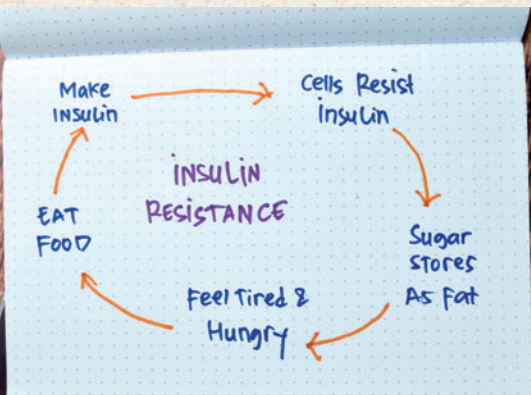 Make
Insulin
Cells Resist
Insulin
INSULIN
RESISTANCE
Sugar
Stores
As Fat
Feel Tired &
Hungry
EAT
FOOD